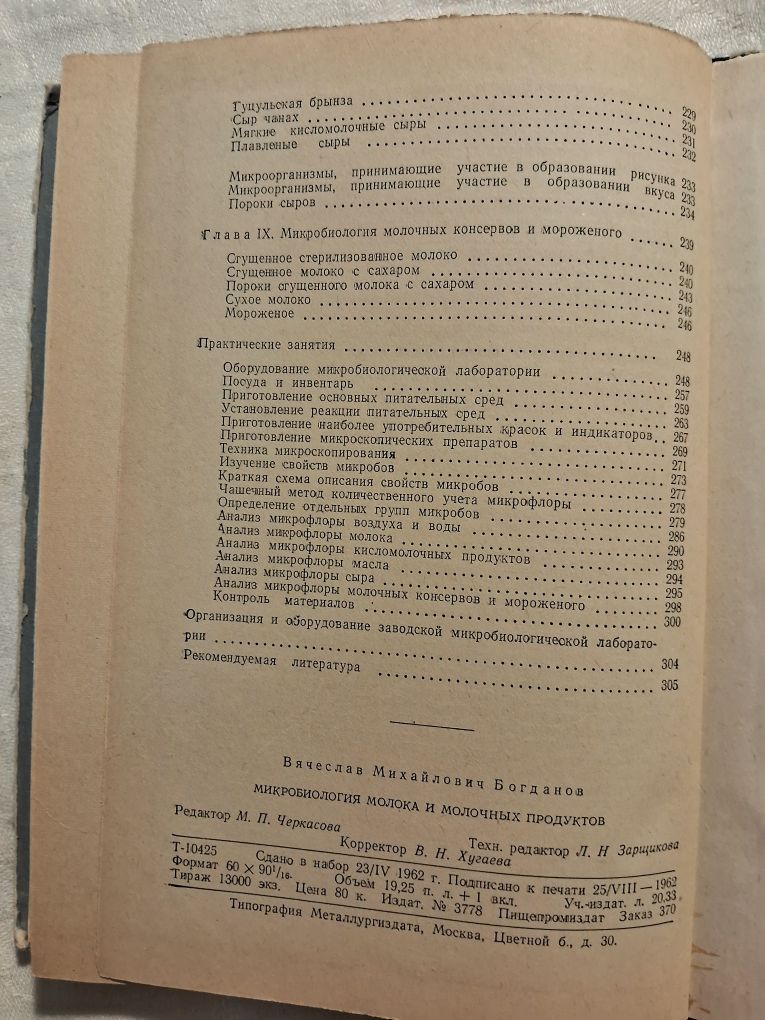 Гуцульская брынза . . . . . . 229
Сыр чанах . . . . . . 230
Мягкие кисломолочные сыры . . . . . . 231
Плавленые сыры . . . . . . 232
Микроорганизмы, принимающие участие в образовании рисунка 233
Микроорганизмы, принимающие участие в образовании вкуса 233
Пороки сыров . . . . . . 234
Глава IX. Микробиология молочных консервов и мороженого . . . . . . 239
Сгущенное стерилизованное молоко . . . . . . 240
Сгущенное молоко с сахаром . . . . . . 240
Пороки сгущенного молока с сахаром . . . . . . 243
Сухое молоко . . . . . . 246
Мороженое . . . . . . 246
Практические занятия . . . . . . 248
Оборудование микробиологической лаборатории . . . . . . 248
Посуда и инвентарь . . . . . . 257
Приготовление основных питательных сред . . . . . . 259
Установление реакции питательных сред . . . . . . 263
Приготовление наиболее употребительных красок и индикаторов . . 267
Приготовление микроскопических препаратов . . . . . . 269
Техника микроскопирования . . . . . . 271
Изучение свойств микробов . . . . . . 273
Краткая схема описания свойств микробов . . . . . . 277
Чашечный метод количественного учета микрофлоры . . . . . . 278
Определение отдельных групп микробов . . . . . . 279
Анализ микрофлоры воздуха и воды . . . . . . 286
Анализ микрофлоры молока . . . . . . 290
Анализ микрофлоры кисломолочных продуктов . . . . . . 293
Анализ микрофлоры масла . . . . . . 294
Анализ микрофлоры сыра . . . . . . 295
Анализ микрофлоры молочных консервов и мороженого . . . . . . 298
Контроль материалов . . . . . . 300
Организация и оборудование заводской микробиологической лаборато-
рии . . . . . . 304
Рекомендуемая литература . . . . . . 305
Вячеслав Михайлович Богданов
МИКРОБИОЛОГИЯ МОЛОКА И МОЛОЧНЫХ ПРОДУКТОВ
Редактор М. П. Черкасова Техн. редактор Л. Н Зарщикова
Корректор В. Н. Хугаева
Т-10425 Сдано в набор 23/IV 1962 г. Подписано к печати 25/VIII—1962
Формат 60 × 90¹/₁₆. Объем 19,25 п. л. + 1 вкл. Уч.-издат. л. 20,33.
Тираж 13000 экз. Цена 80 к. Издат. № 3778 Пищепромиздат Заказ 370
Типография Металлургиздата, Москва, Цветной б., д. 30.